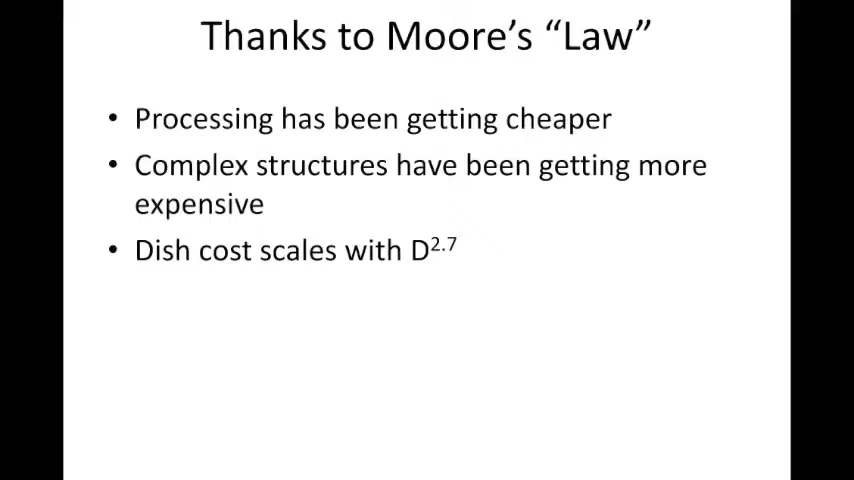 Thanks to Moore’s “Law”
• Processing has been getting cheaper
• Complex structures have been getting more
expensive
• Dish cost scales with D^2.7